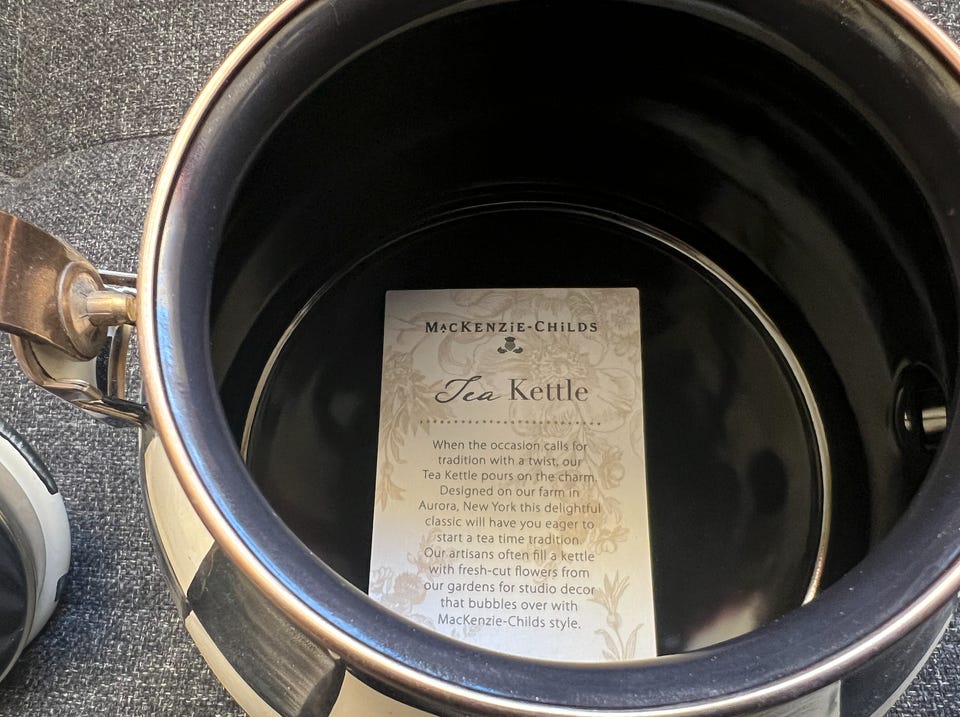 MacKENZiE-CHiLDS
Tea Kettle
When the occasion calls for
tradition with a twist, our
Tea Kettle pours on the charm.
Designed on our farm in
Aurora, New York this delightful
classic will have you eager to
start a tea time tradition.
Our artisans often fill a kettle
with fresh-cut flowers from
our gardens for studio decor
that bubbles over with
MacKenzie-Childs style.